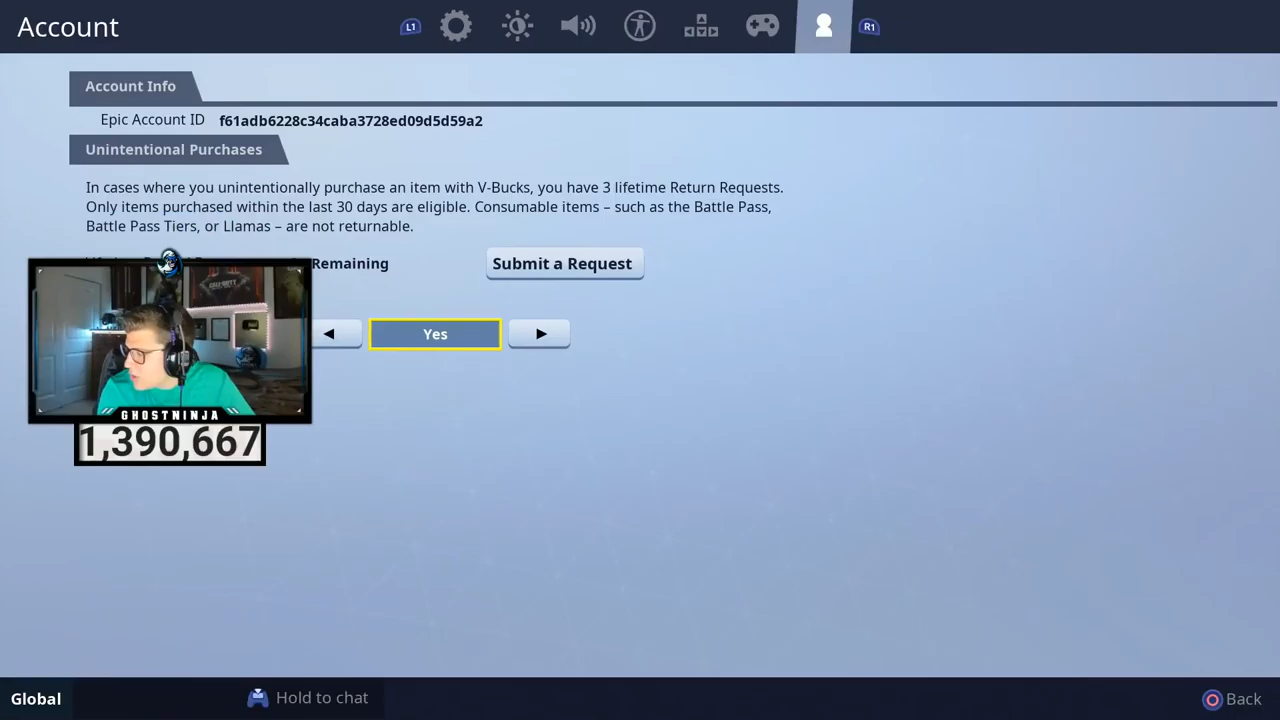 Account
L1
R1
Account Info
Epic Account ID f61adb6228c34caba3728ed09d5d59a2
Unintentional Purchases
In cases where you unintentionally purchase an item with V-Bucks, you have 3 lifetime Return Requests.
Only items purchased within the last 30 days are eligible. Consumable items – such as the Battle Pass,
Battle Pass Tiers, or Llamas – are not returnable.
Remaining
Submit a Request
Yes
GHOSTNINJA
1,390,667
Global
Hold to chat
Back